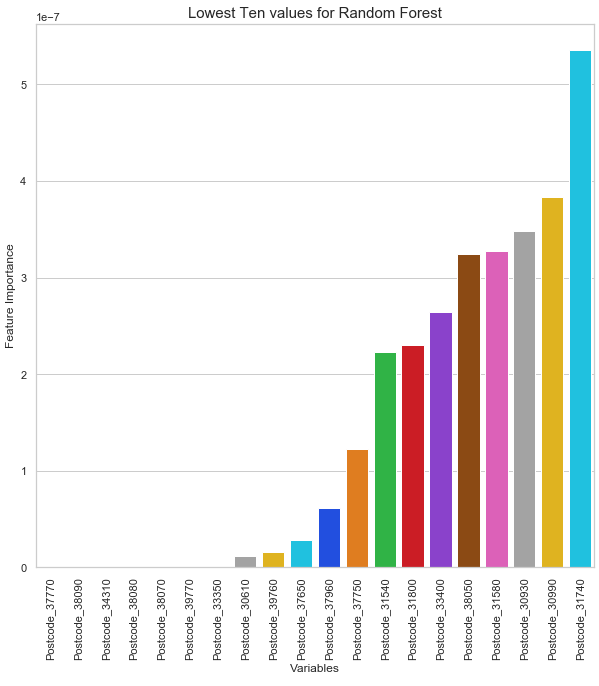 Lowest Ten values for Random Forest
1e−7
5
4
3
2
1
0
Feature Importance
Postcode_37770
Postcode_38090
Postcode_34310
Postcode_38080
Postcode_38070
Postcode_39770
Postcode_33350
Postcode_30610
Postcode_39760
Postcode_37650
Postcode_37960
Postcode_37750
Postcode_31540
Postcode_31800
Postcode_33400
Postcode_38050
Postcode_31580
Postcode_30930
Postcode_30990
Postcode_31740
Variables